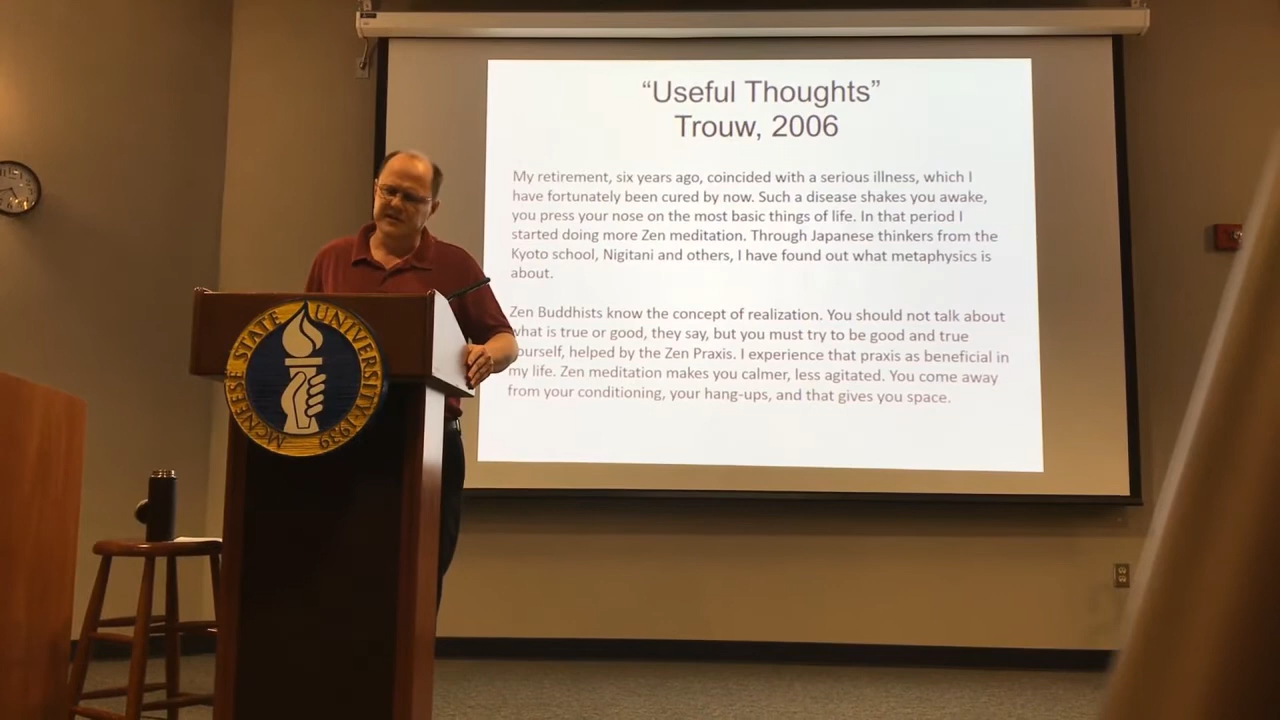 “Useful Thoughts”
Trouw, 2006
My retirement, six years ago, coincided with a serious illness, which I
have fortunately been cured by now. Such a disease shakes you awake,
you press your nose on the most basic things of life. In that period I
started doing more Zen meditation. Through Japanese thinkers from the
Kyoto school, Nigitani and others, I have found out what metaphysics is
about.
Zen Buddhists know the concept of realization. You should not talk about
what is true or good, they say, but you must try to be good and true
yourself, helped by the Zen Praxis. I experience that praxis as beneficial in
my life. Zen meditation makes you calmer, less agitated. You come away
from your conditioning, your hang-ups, and that gives you space.
MCNEESE STATE UNIVERSITY·1939